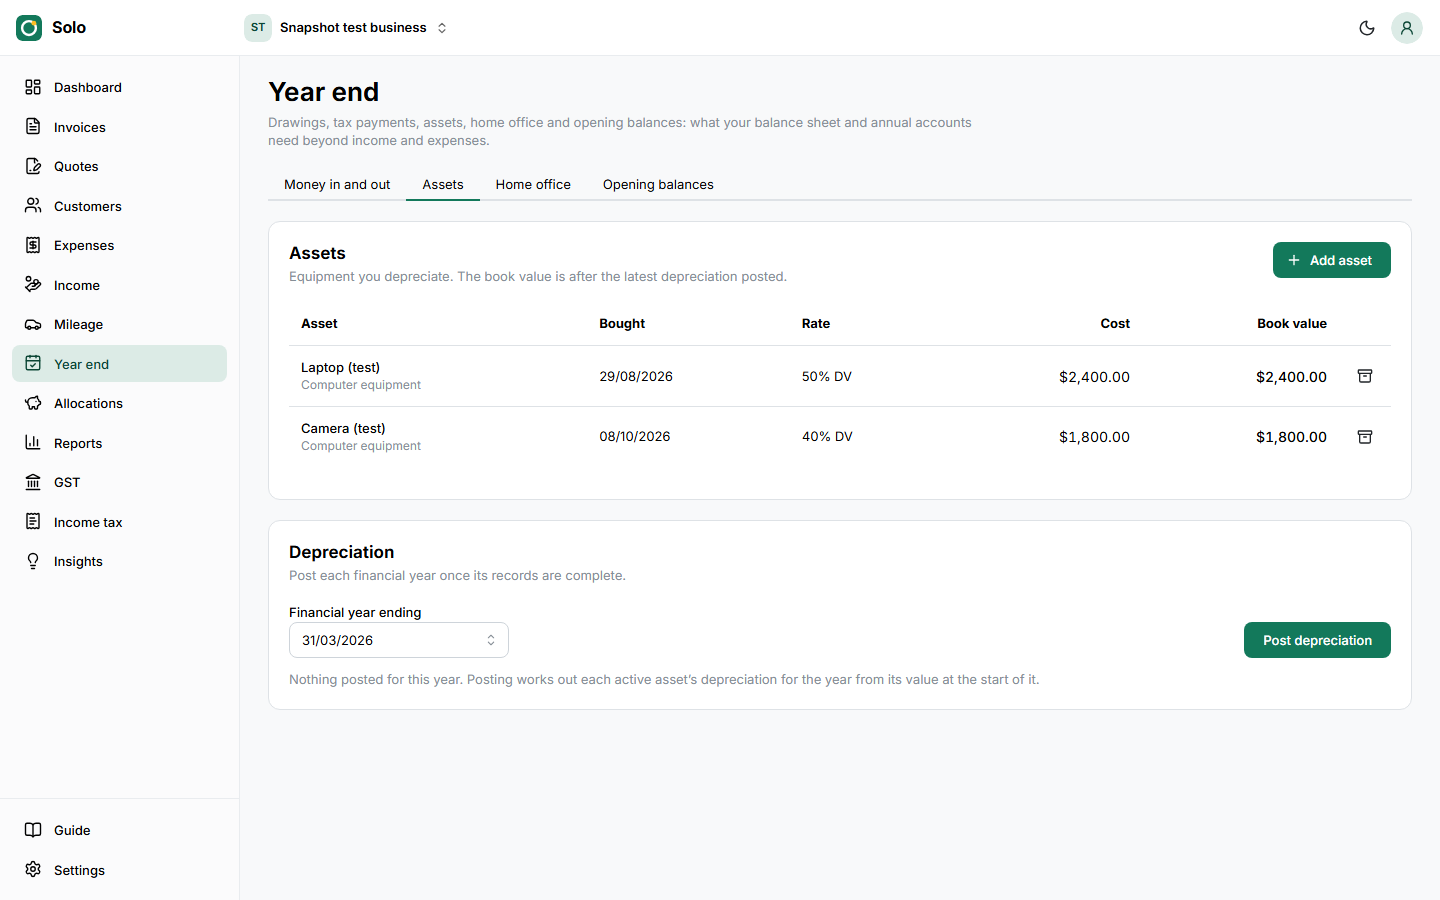 Solo
ST Snapshot test business
Dashboard
Invoices
Quotes
Customers
Expenses
Income
Mileage
Year end
Allocations
Reports
GST
Income tax
Insights
Guide
Settings
Year end
Drawings, tax payments, assets, home office and opening balances: what your balance sheet and annual accounts
need beyond income and expenses.
Money in and out Assets Home office Opening balances
Assets
Equipment you depreciate. The book value is after the latest depreciation posted.
Add asset
Asset Bought Rate Cost Book value
Laptop (test)
Computer equipment
29/08/2026 50% DV $2,400.00 $2,400.00
Camera (test)
Computer equipment
08/10/2026 40% DV $1,800.00 $1,800.00
Depreciation
Post each financial year once its records are complete.
Financial year ending
31/03/2026
Post depreciation
Nothing posted for this year. Posting works out each active asset’s depreciation for the year from its value at the start of it.